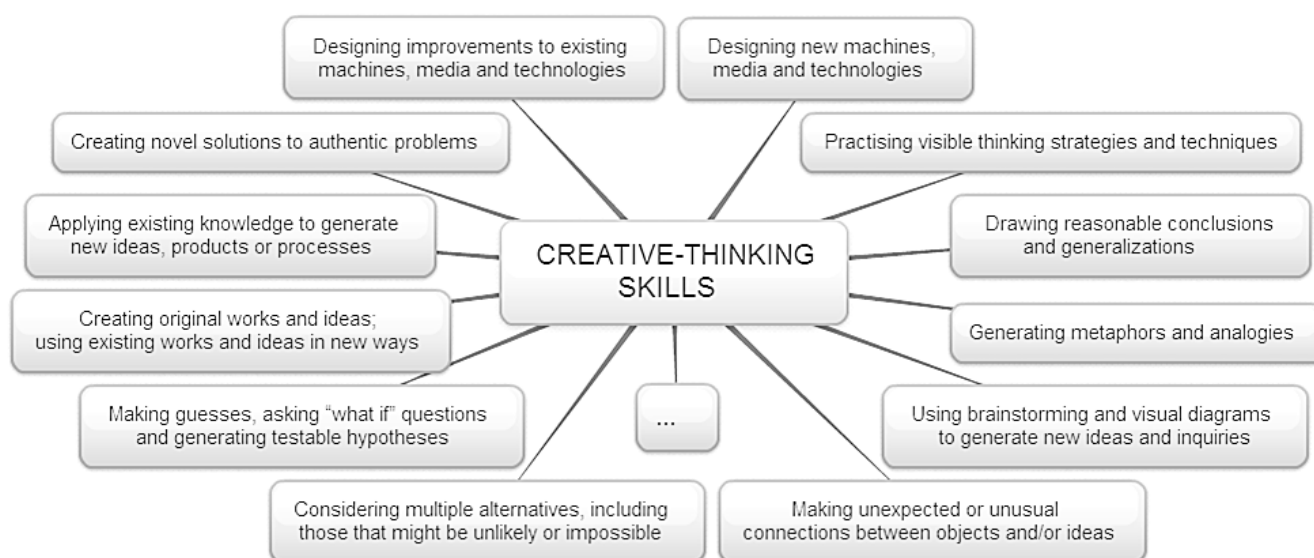 Designing improvements to existing
machines, media and technologies
Designing new machines,
media and technologies
Creating novel solutions to authentic problems
Practising visible thinking strategies and techniques
Applying existing knowledge to generate
new ideas, products or processes
Drawing reasonable conclusions
and generalizations
CREATIVE-THINKING
SKILLS
Creating original works and ideas;
using existing works and ideas in new ways
Generating metaphors and analogies
Making guesses, asking “what if” questions
and generating testable hypotheses
...
Using brainstorming and visual diagrams
to generate new ideas and inquiries
Considering multiple alternatives, including
those that might be unlikely or impossible
Making unexpected or unusual
connections between objects and/or ideas